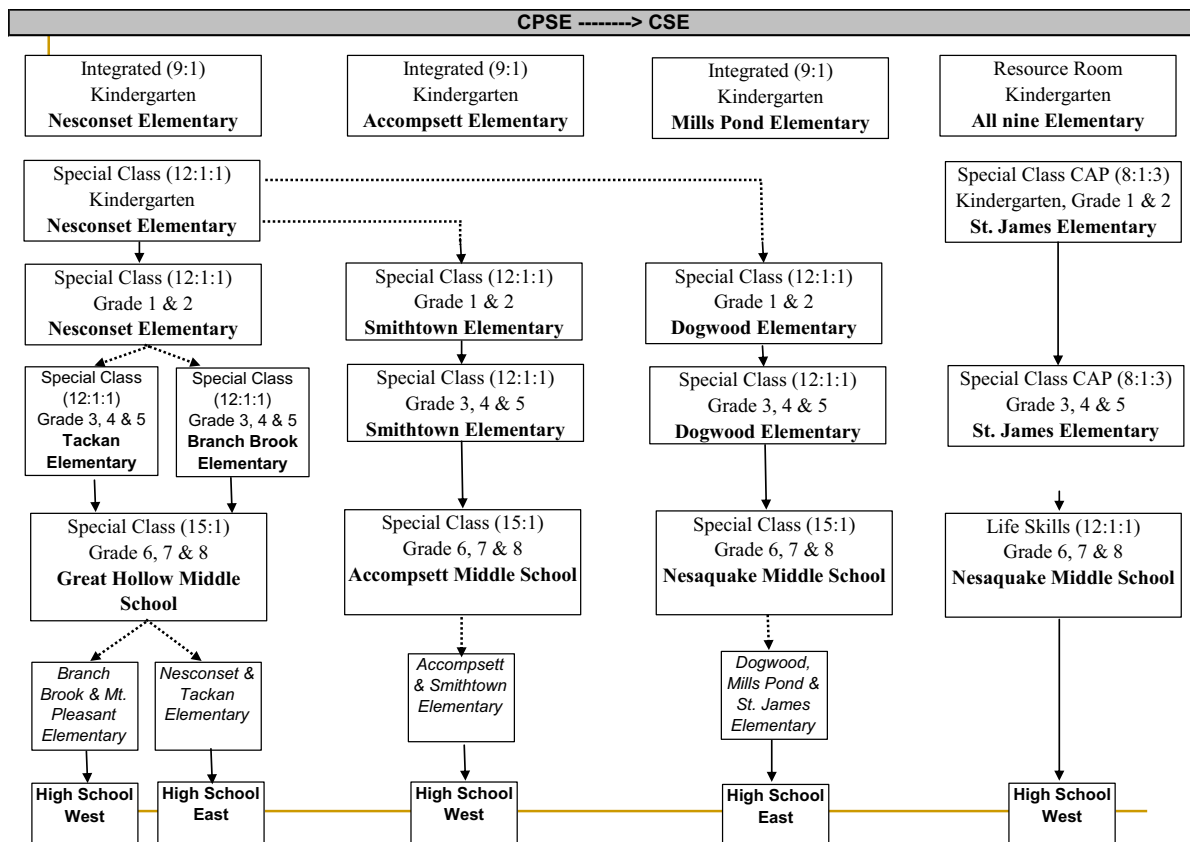 CPSE --------> CSE
Integrated (9:1)
Kindergarten
Nesconset Elementary
Integrated (9:1)
Kindergarten
Accompsett Elementary
Integrated (9:1)
Kindergarten
Mills Pond Elementary
Resource Room
Kindergarten
All nine Elementary
Special Class (12:1:1)
Kindergarten
Nesconset Elementary
Special Class CAP (8:1:3)
Kindergarten, Grade 1 & 2
St. James Elementary
Special Class (12:1:1)
Grade 1 & 2
Nesconset Elementary
Special Class (12:1:1)
Grade 1 & 2
Smithtown Elementary
Special Class (12:1:1)
Grade 1 & 2
Dogwood Elementary
Special Class
(12:1:1)
Grade 3, 4 & 5
Tackan
Elementary
Special Class
(12:1:1)
Grade 3, 4 & 5
Branch Brook
Elementary
Special Class (12:1:1)
Grade 3, 4 & 5
Smithtown Elementary
Special Class (12:1:1)
Grade 3, 4 & 5
Dogwood Elementary
Special Class CAP (8:1:3)
Grade 3, 4 & 5
St. James Elementary
Special Class (15:1)
Grade 6, 7 & 8
Great Hollow Middle
School
Special Class (15:1)
Grade 6, 7 & 8
Accompsett Middle School
Special Class (15:1)
Grade 6, 7 & 8
Nesaquake Middle School
Life Skills (12:1:1)
Grade 6, 7 & 8
Nesaquake Middle School
Branch
Brook & Mt.
Pleasant
Elementary
Nesconset &
Tackan
Elementary
Accompsett
& Smithtown
Elementary
Dogwood,
Mills Pond &
St. James
Elementary
High School
West
High School
East
High School
West
High School
East
High School
West